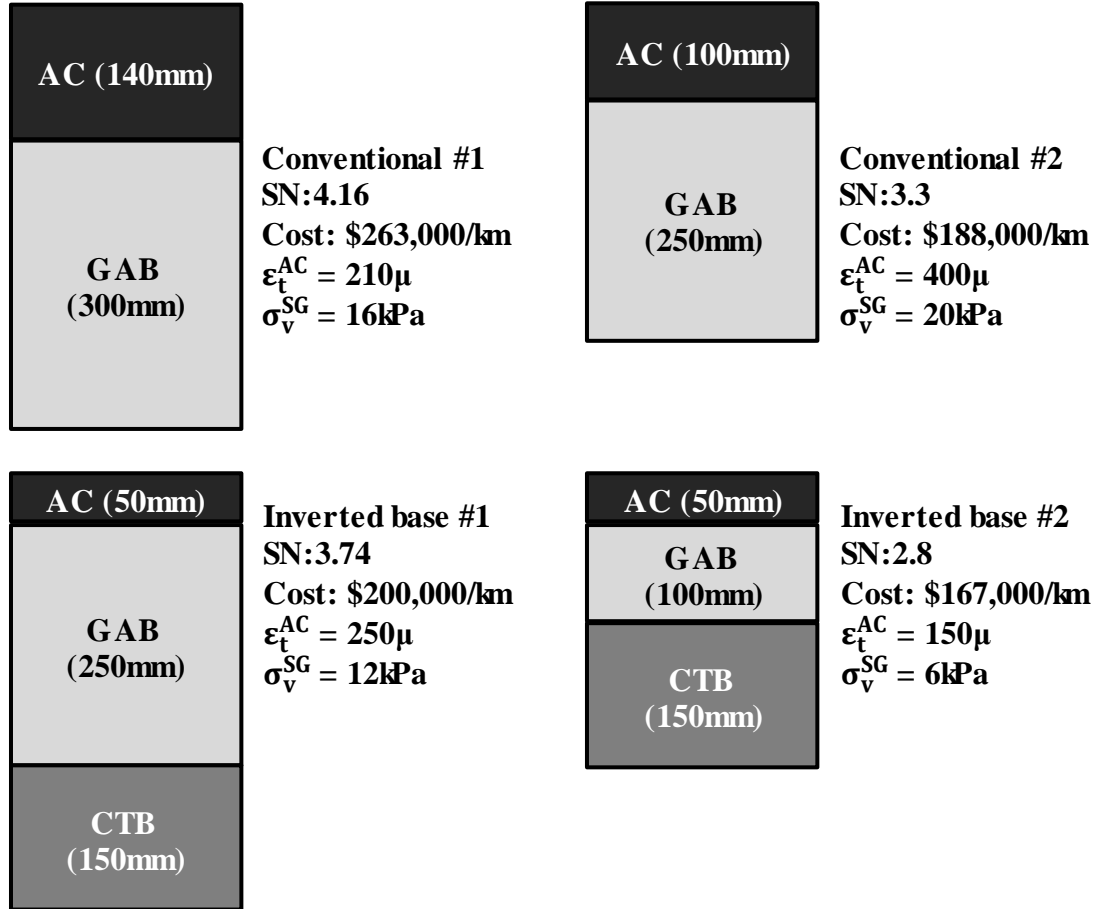 AC (140mm)
GAB
(300mm)
Conventional #1
SN:4.16
Cost: $263,000/km
ε_t^AC = 210μ
σ_v^SG = 16kPa
AC (100mm)
GAB
(250mm)
Conventional #2
SN:3.3
Cost: $188,000/km
ε_t^AC = 400μ
σ_v^SG = 20kPa
AC (50mm)
GAB
(250mm)
CTB
(150mm)
Inverted base #1
SN:3.74
Cost: $200,000/km
ε_t^AC = 250μ
σ_v^SG = 12kPa
AC (50mm)
GAB
(100mm)
CTB
(150mm)
Inverted base #2
SN:2.8
Cost: $167,000/km
ε_t^AC = 150μ
σ_v^SG = 6kPa